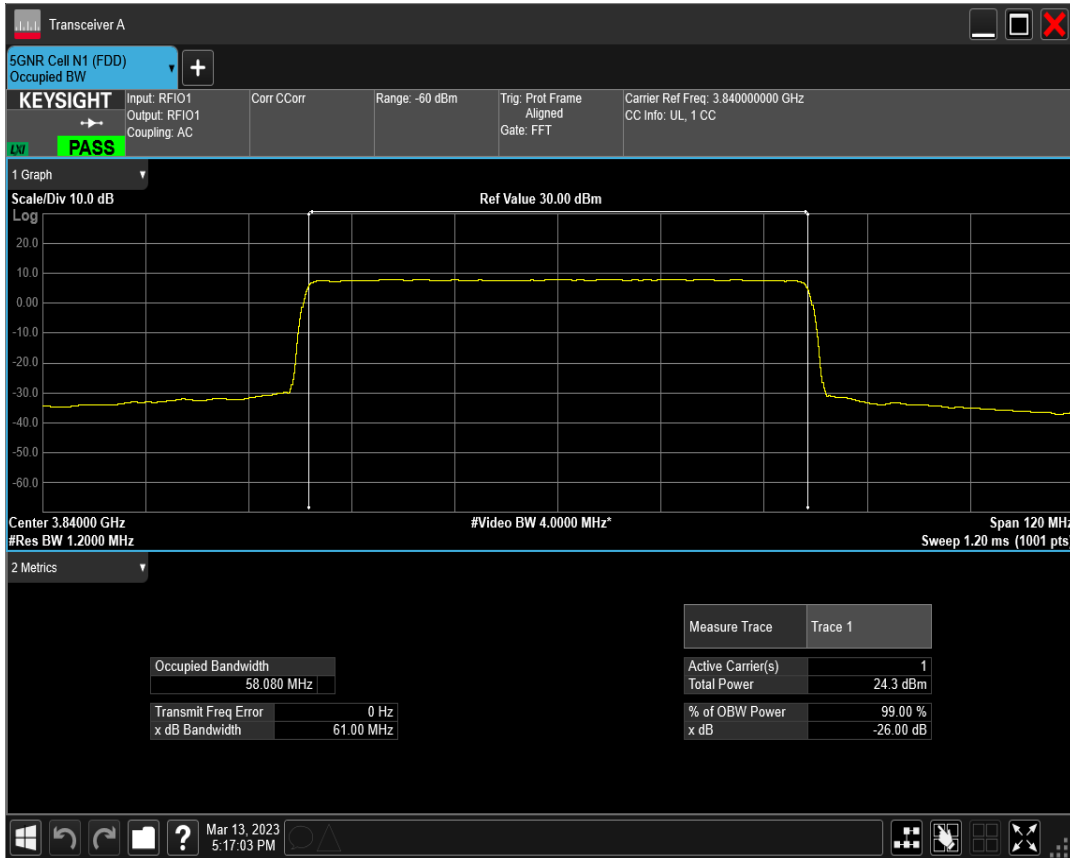 Transceiver A
5GNR Cell N1 (FDD)
Occupied BW
KEYSIGHT
LXI
PASS
Input: RFIO1
Output: RFIO1
Coupling: AC
Corr CCorr
Range: -60 dBm
Trig: Prot Frame
Aligned
Gate: FFT
Carrier Ref Freq: 3.840000000 GHz
CC Info: UL, 1 CC
1 Graph
Scale/Div 10.0 dB
Ref Value 30.00 dBm
Log
20.0
10.0
0.00
-10.0
-20.0
-30.0
-40.0
-50.0
-60.0
Center 3.84000 GHz
#Video BW 4.0000 MHz*
Span 120 MHz
#Res BW 1.2000 MHz
Sweep 1.20 ms (1001 pts)
2 Metrics
Measure Trace Trace 1
Occupied Bandwidth
58.080 MHz
Transmit Freq Error 0 Hz
x dB Bandwidth 61.00 MHz
Active Carrier(s) 1
Total Power 24.3 dBm
% of OBW Power 99.00 %
x dB -26.00 dB
?
Mar 13, 2023
5:17:03 PM